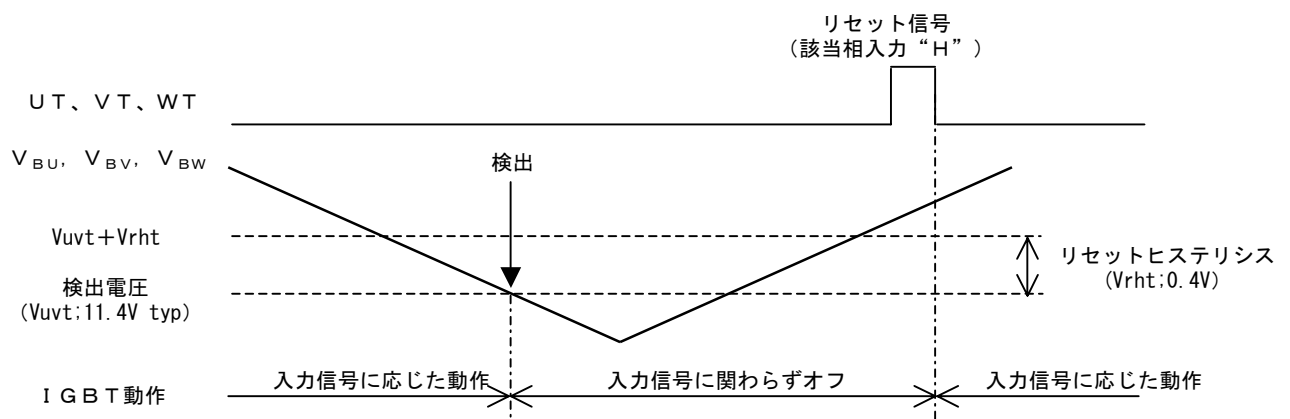 リセット信号
(該当相入力“H”)
UT、VT、WT
VBU, VBV, VBW
検出
Vuvt+Vrht
リセットヒステリシス
(Vrht;0.4V)
検出電圧
(Vuvt;11.4V typ)
IGBT動作
入力信号に応じた動作
入力信号に関わらずオフ
入力信号に応じた動作